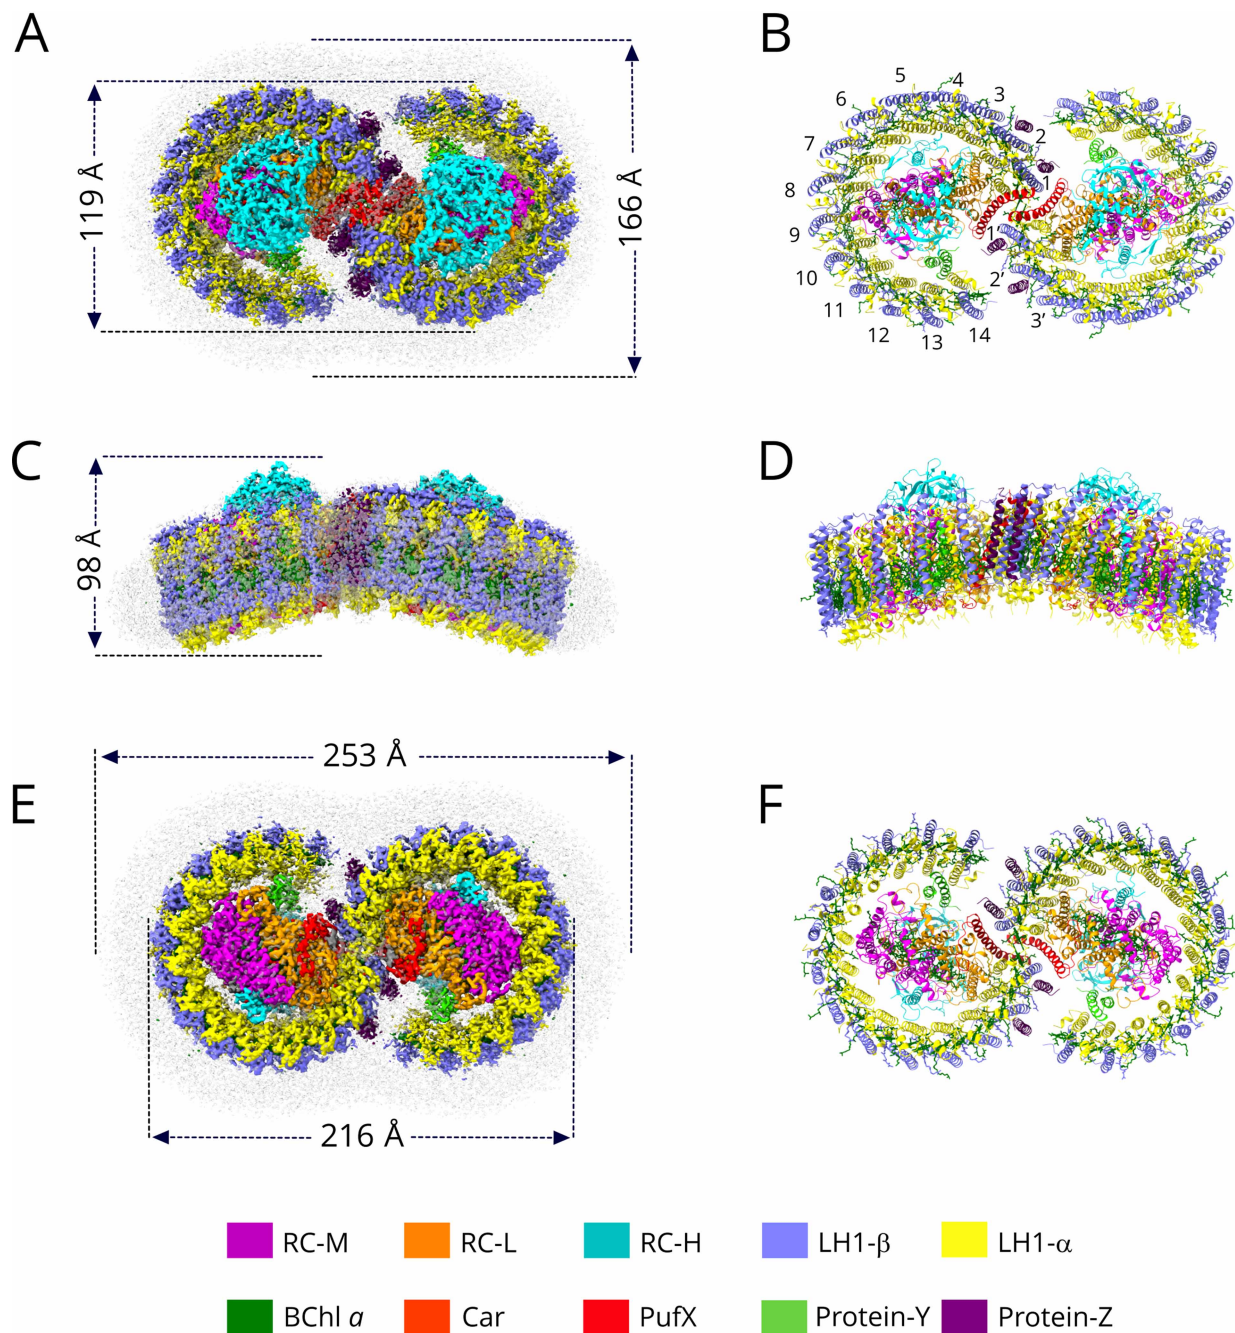 A
B
119 Å
166 Å
5
4
3
6
2
7
1
8
1′
9
2′
10
3′
11
12
13
14
C
D
98 Å
253 Å
E
F
216 Å
RC-M
RC-L
RC-H
LH1-β
LH1-α
BChl a
Car
PufX
Protein-Y
Protein-Z